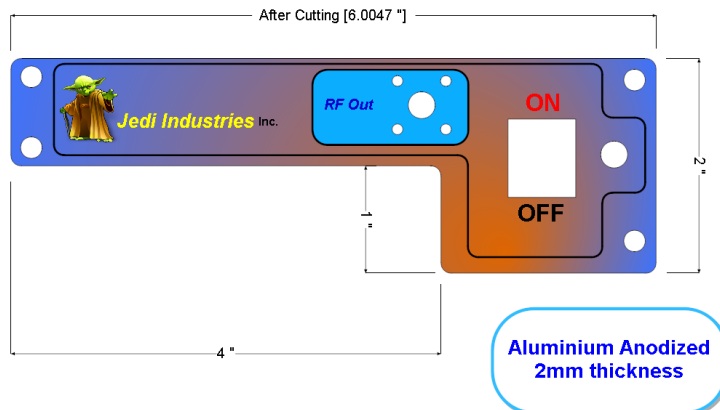 After Cutting [6.0047 "]
RF Out
ON
Jedi Industries Inc.
2 "
1 "
OFF
4 "
Aluminium Anodized
2mm thickness